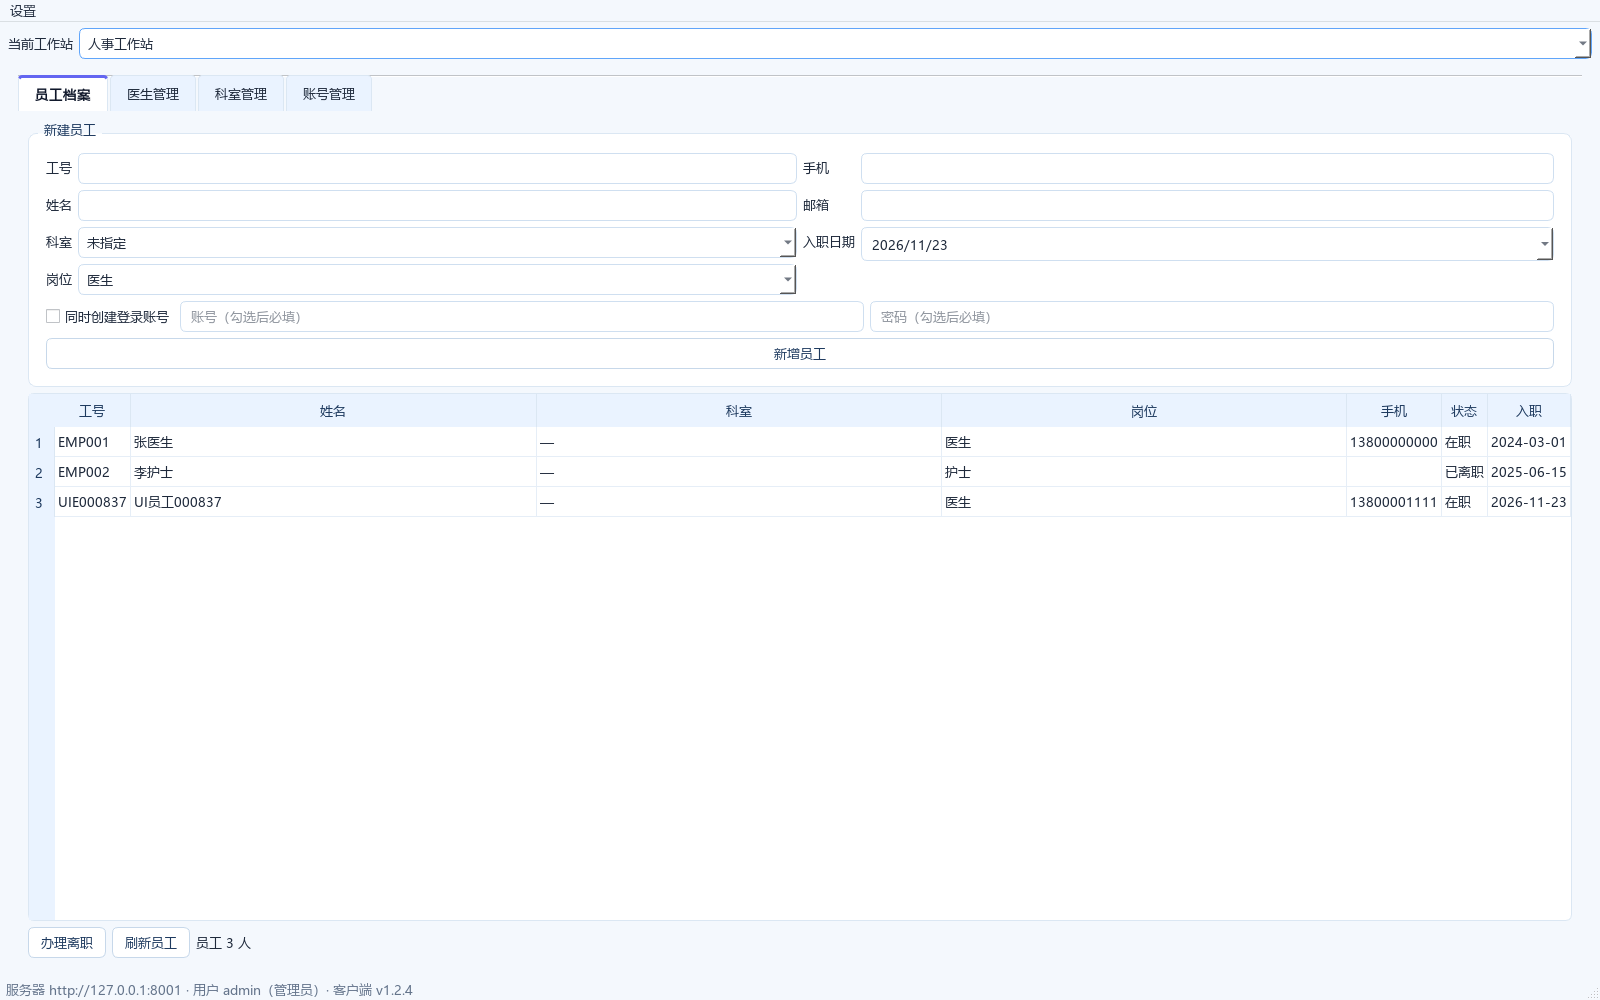 设置
当前工作站 人事工作站
员工档案 医生管理 科室管理 账号管理
新建员工
工号 手机
姓名 邮箱
科室 未指定 入职日期 2026/11/23
岗位 医生
同时创建登录账号 账号（勾选后必填） 密码（勾选后必填）
新增员工
工号 姓名 科室 岗位 手机 状态 入职
1 EMP001 张医生 — 医生 13800000000 在职 2024-03-01
2 EMP002 李护士 — 护士 已离职 2025-06-15
3 UIE000837 UI员工000837 — 医生 13800001111 在职 2026-11-23
办理离职 刷新员工 员工 3 人
服务器 http://127.0.0.1:8001 · 用户 admin（管理员）· 客户端 v1.2.4